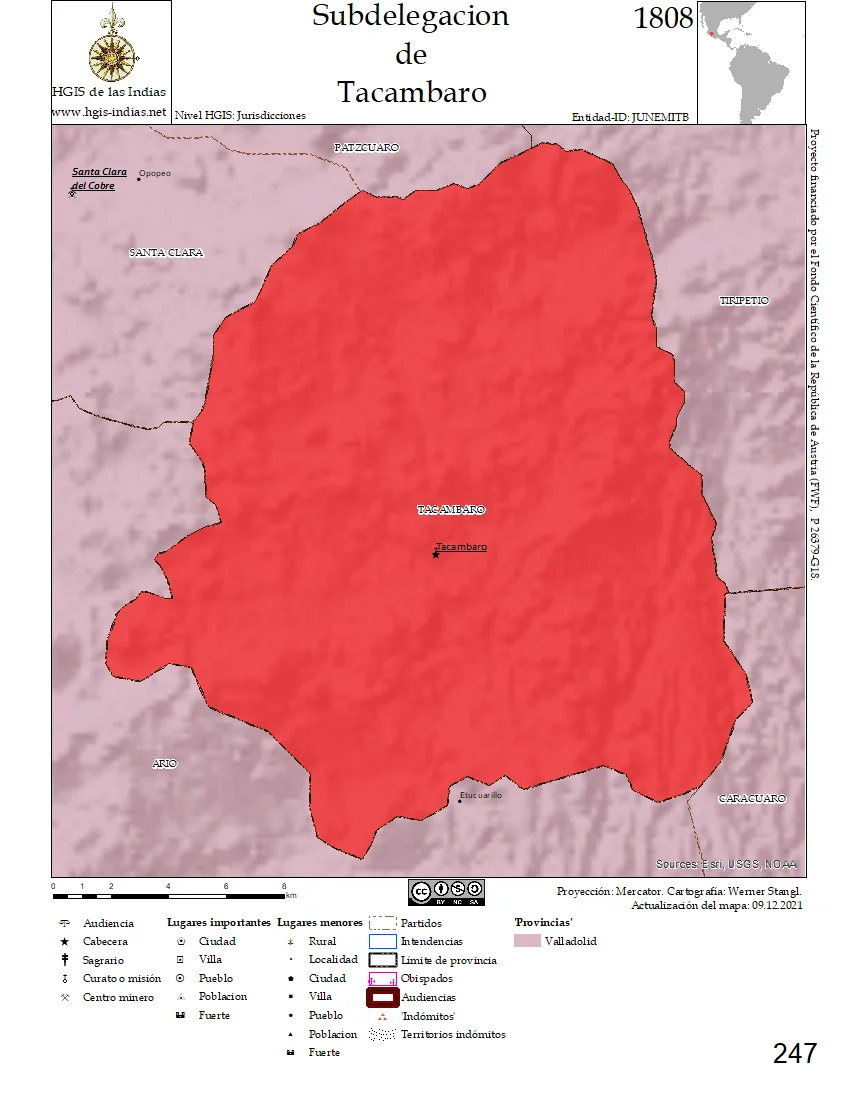 Subdelegacion
de
Tacambaro
1808
HGIS de las Indias
www.hgis-indias.net
Nivel HGIS: Jurisdicciones
Entidad-ID: JUNEMITB
PATZCUARO
Santa Clara
del Cobre
Opopeo
SANTA CLARA
TIRIPETIO
TACAMBARO
Tacambaro
ARIO
Etucuarillo
CARACUARO
Sources: Esri, USGS, NOAA
Proyecto financiado por el Fondo Científico de la República de Austria (FWF), P 26379-G18.
0 1 2 4 6 8
km
CC BY NC SA
Proyección: Mercator. Cartografía: Werner Stangl.
Actualización del mapa: 09.12.2021
Audiencia
Cabecera
Sagrario
Curato o misión
Centro minero
Lugares importantes
Ciudad
Villa
Pueblo
Poblacion
Fuerte
Lugares menores
Rural
Localidad
Ciudad
Villa
Pueblo
Poblacion
Fuerte
Partidos
Intendencias
Límite de provincia
Obispados
Audiencias
'Indómitos'
Territorios indómitos
'Provincias'
Valladolid
247